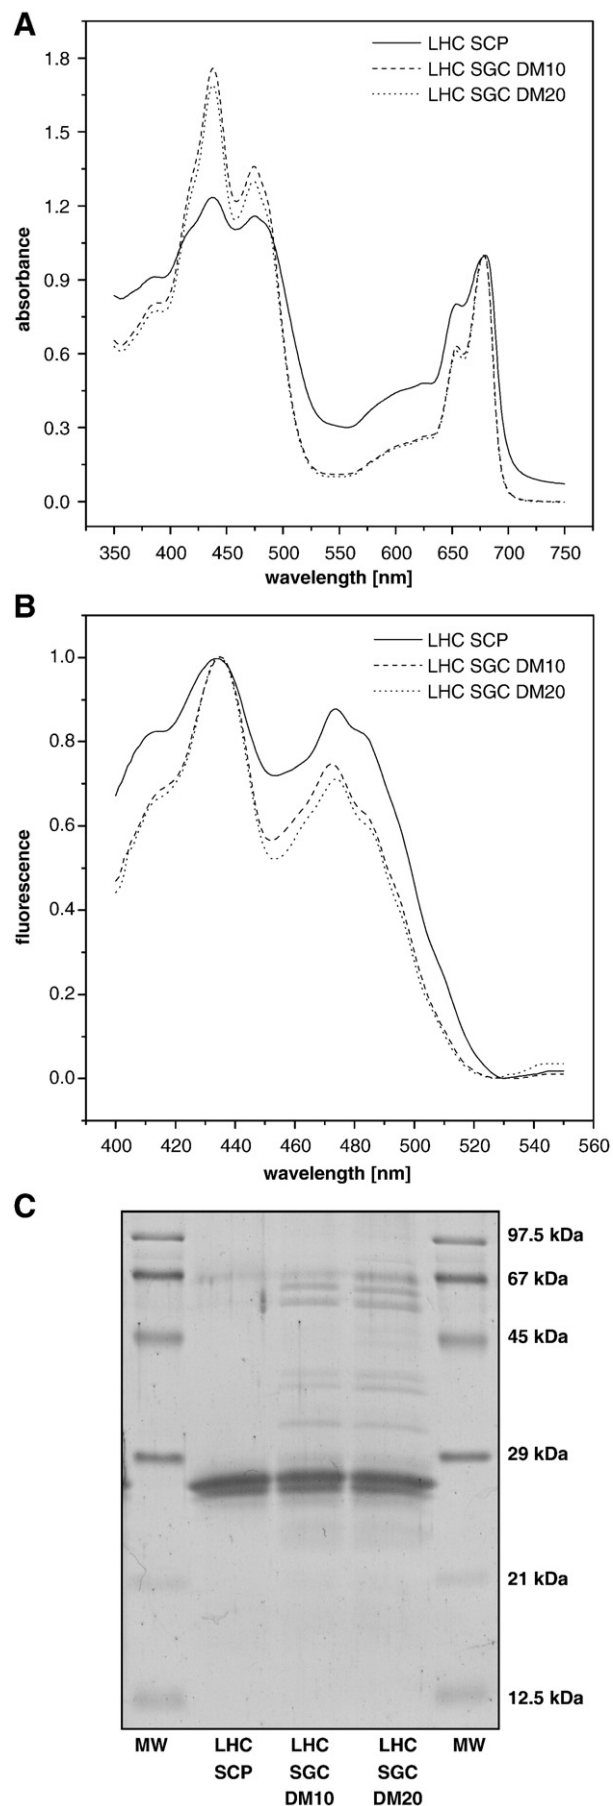 A
LHC SCP
LHC SGC DM10
LHC SGC DM20
1.8
1.5
1.2
0.9
0.6
0.3
0.0
absorbance
350 400 450 500 550 600 650 700 750
wavelength [nm]
B
LHC SCP
LHC SGC DM10
LHC SGC DM20
1.0
0.8
0.6
0.4
0.2
0.0
fluorescence
400 420 440 460 480 500 520 540 560
wavelength [nm]
C
97.5 kDa
67 kDa
45 kDa
29 kDa
21 kDa
12.5 kDa
MW LHC LHC LHC MW
SCP SGC SGC
DM10 DM20